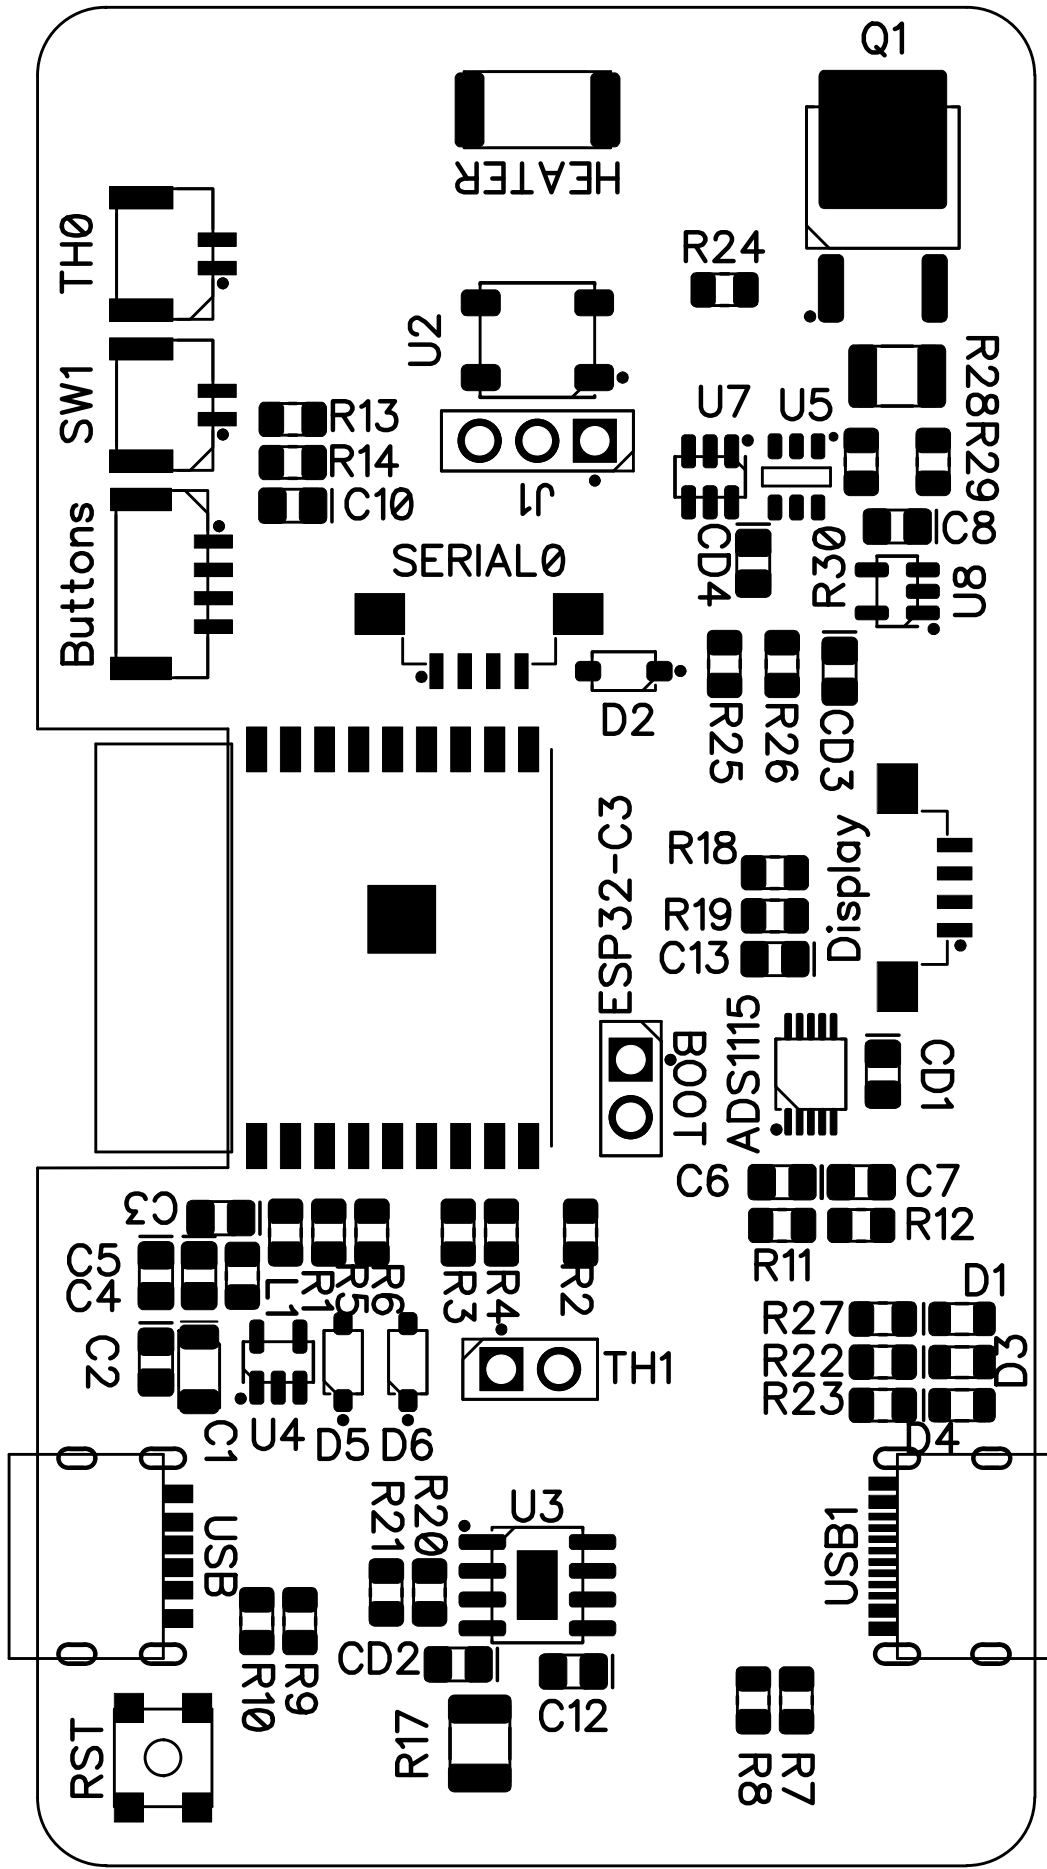 Q1
HEATER
TH0
R24
U2
SW1
R28
R29
U7
U5
R13
R14
C10
J1
Buttons
CD4
R30
C8
U8
SERIAL0
D2
R25
R26
CD3
ESP32-C3
R18
R19
C13
Display
BOOT
ADS1115
CD1
C6
C7
R11
R12
C3
C5
C4
L1
R1
R5
R6
R3
R4
R2
D1
R27
R22
R23
D3
D4
C2
C1
U4
D5
D6
TH1
R21
R20
U3
USB
USB1
CD2
C12
R10
R9
R17
RST
R8
R7